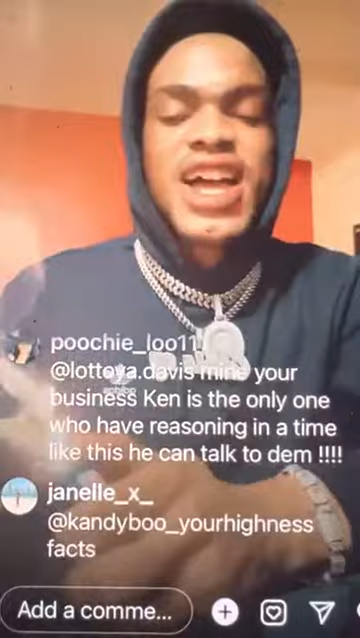 poochie_loo11
@lottoya.davis mine your
business Ken is the only one
who have reasoning in a time
like this he can talk to dem !!!!
janelle_x_
@kandyboo_yourhighness
facts
Add a comme...